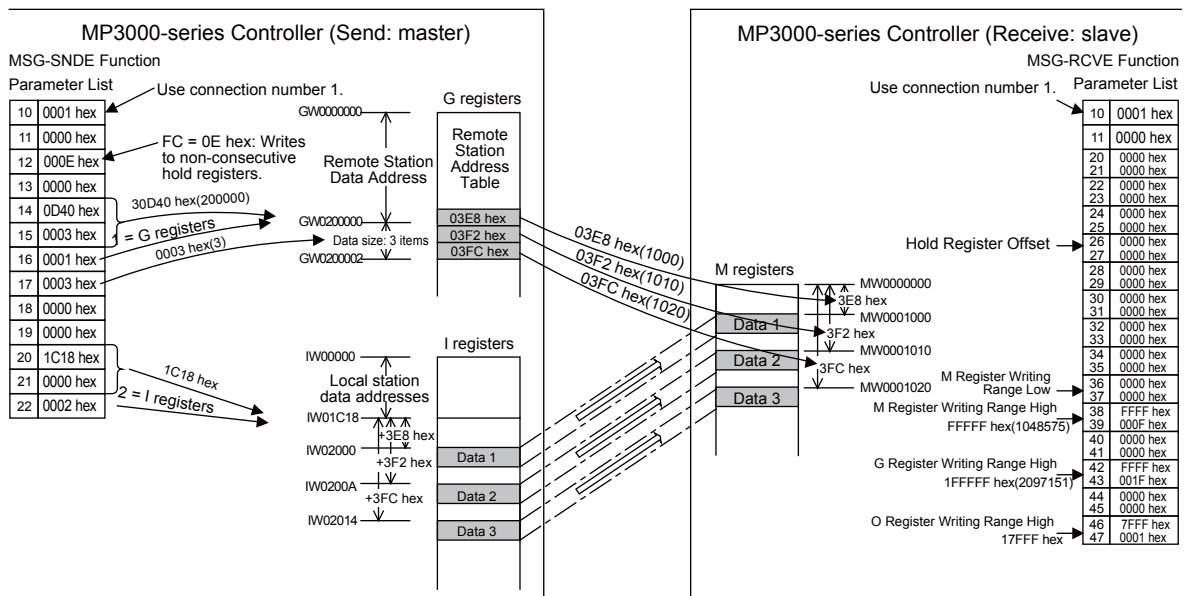 MP3000-series Controller (Send: master)
MSG-SNDE Function
Parameter List
10 0001 hex
11 0000 hex
12 000E hex
13 0000 hex
14 0D40 hex
15 0003 hex
16 0001 hex
17 0003 hex
18 0000 hex
19 0000 hex
20 1C18 hex
21 0000 hex
22 0002 hex
Use connection number 1.
FC = 0E hex: Writes
to non-consecutive
hold registers.
30D40 hex(200000)
1 = G registers
0003 hex(3)
1C18 hex
2 = I registers
G registers
GW0000000
Remote Station
Data Address
GW0200000
Data size: 3 items
GW0200002
Remote
Station
Address
Table
03E8 hex
03F2 hex
03FC hex
I registers
IW00000
Local station
data addresses
IW01C18
+3E8 hex
IW02000
+3F2 hex
IW0200A
+3FC hex
IW02014
Data 1
Data 2
Data 3
03E8 hex(1000)
03F2 hex(1010)
03FC hex(1020)
MP3000-series Controller (Receive: slave)
MSG-RCVE Function
Parameter List
Use connection number 1.
M registers
Data 1
Data 2
Data 3
MW0000000
3E8 hex
MW0001000
3F2 hex
MW0001010
3FC hex
MW0001020
Hold Register Offset
M Register Writing
Range Low
M Register Writing Range High
FFFFF hex(1048575)
G Register Writing Range High
1FFFFF hex(2097151)
O Register Writing Range High
17FFF hex
10 0001 hex
11 0000 hex
20 0000 hex
21 0000 hex
22 0000 hex
23 0000 hex
24 0000 hex
25 0000 hex
26 0000 hex
27 0000 hex
28 0000 hex
29 0000 hex
30 0000 hex
31 0000 hex
32 0000 hex
33 0000 hex
34 0000 hex
35 0000 hex
36 0000 hex
37 0000 hex
38 FFFF hex
39 000F hex
40 0000 hex
41 0000 hex
42 FFFF hex
43 001F hex
44 0000 hex
45 0000 hex
46 7FFF hex
47 0001 hex